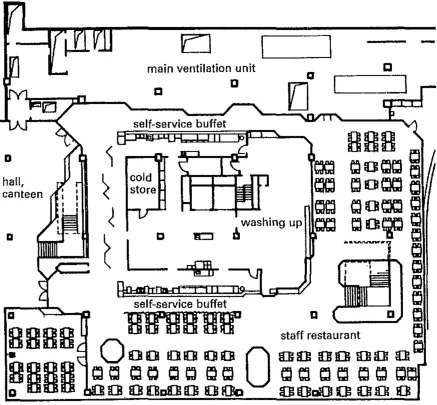 main ventilation unit
self-service buffet
hall,
canteen
cold
store
washing up
self-service buffet
staff restaurant